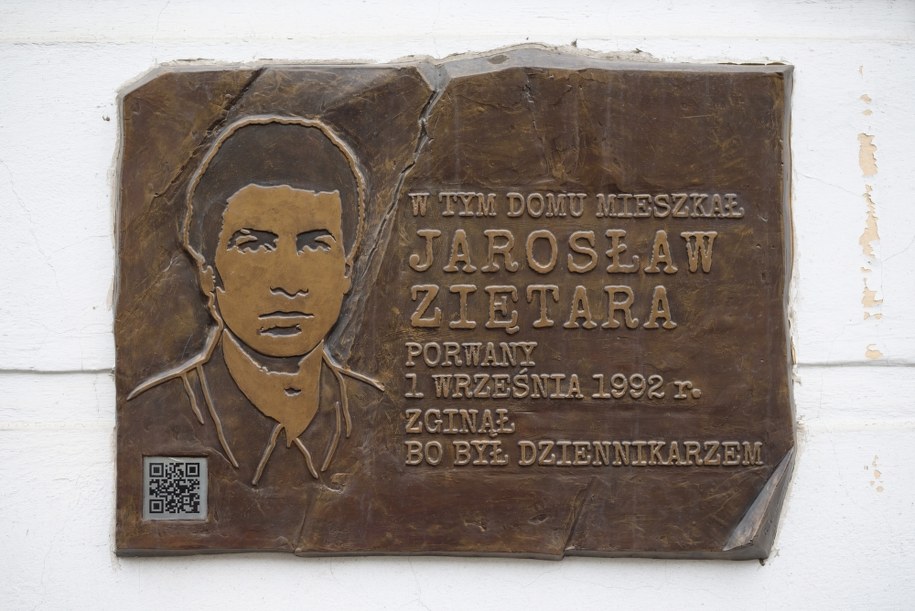 W TYM DOMU MIESZKAŁ
JAROSŁAW
ZIĘTARA
PORWANY
1 WRZEŚNIA 1992 r.
ZGINĄŁ
BO BYŁ DZIENNIKARZEM